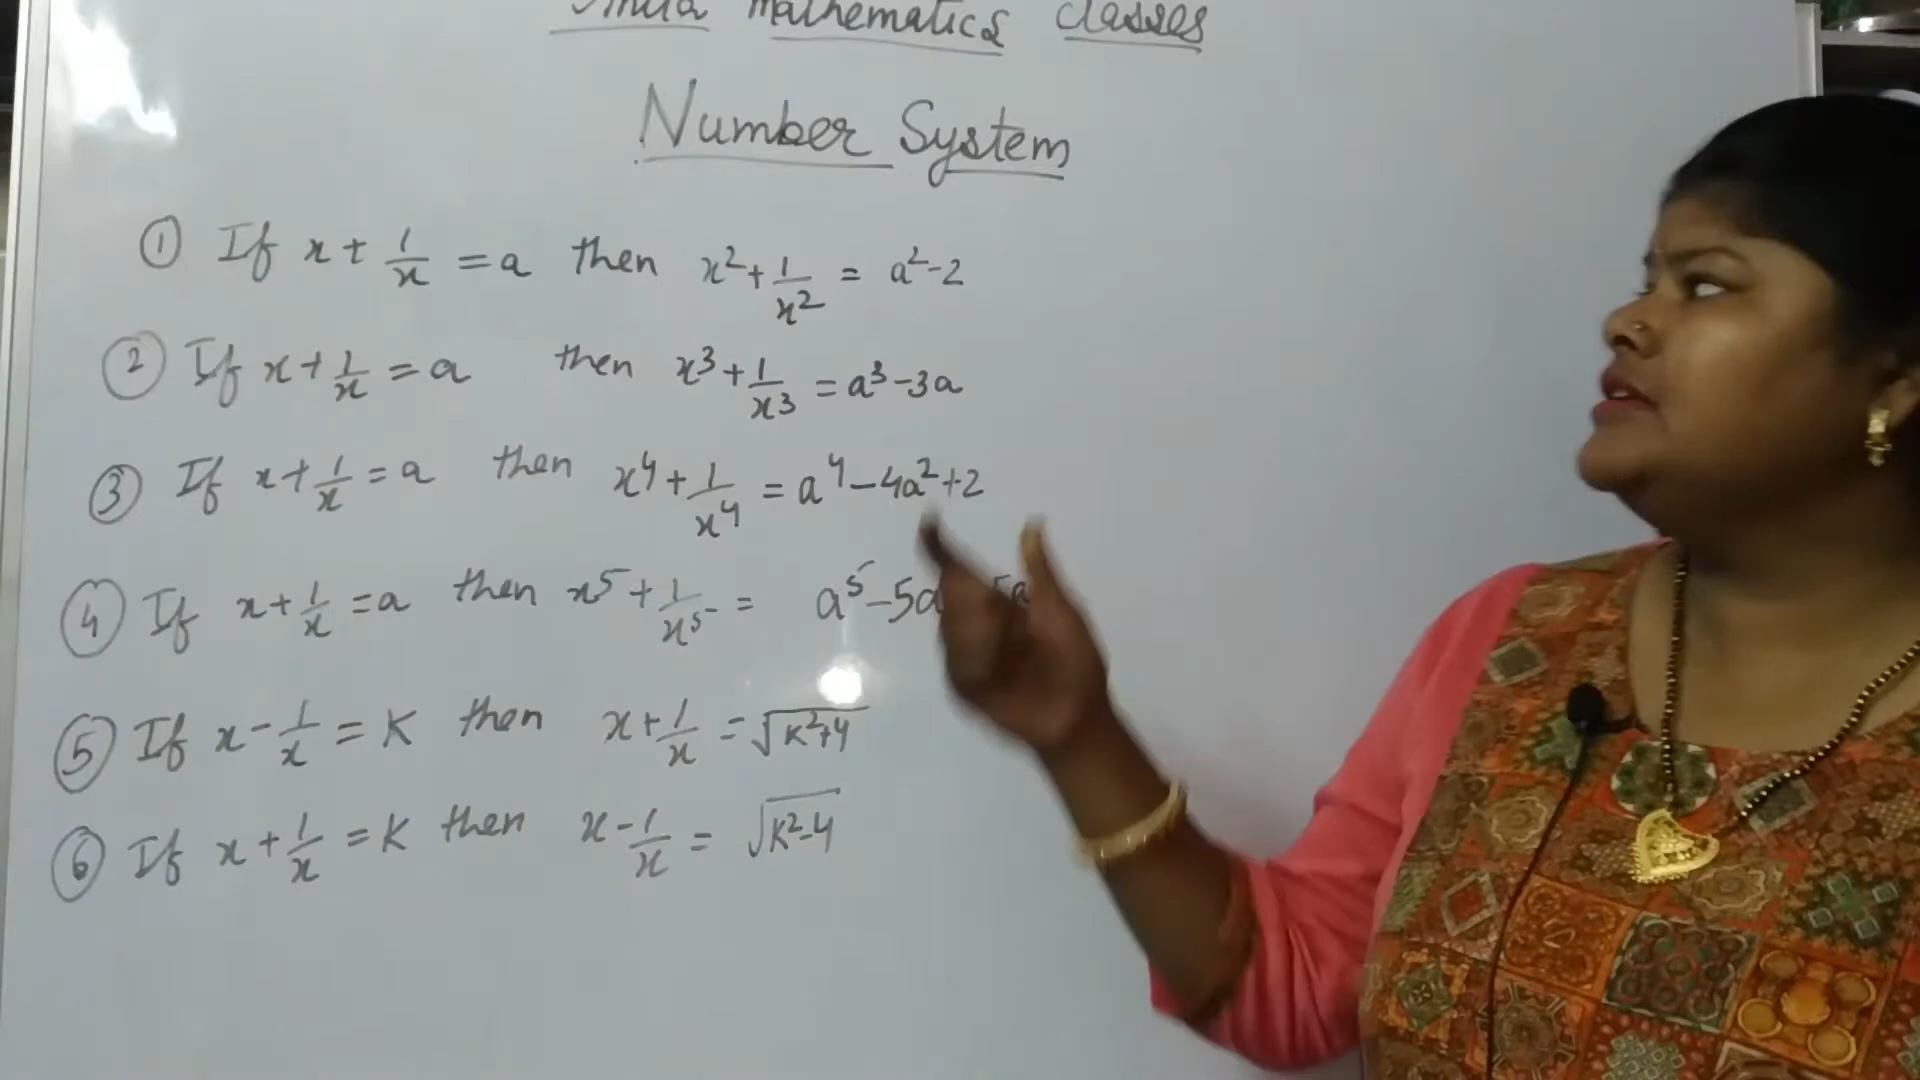 mathematics classes
Number System
① If x + 1/x = a then x² + 1/x² = a² - 2
② If x + 1/x = a then x³ + 1/x³ = a³ - 3a
③ If x + 1/x = a then x⁴ + 1/x⁴ = a⁴ - 4a² + 2
④ If x + 1/x = a then x⁵ + 1/x⁵ = a⁵ - 5a 5a
⑤ If x - 1/x = K then x + 1/x = √(K² + 4)
⑥ If x + 1/x = K then x - 1/x = √(K² - 4)